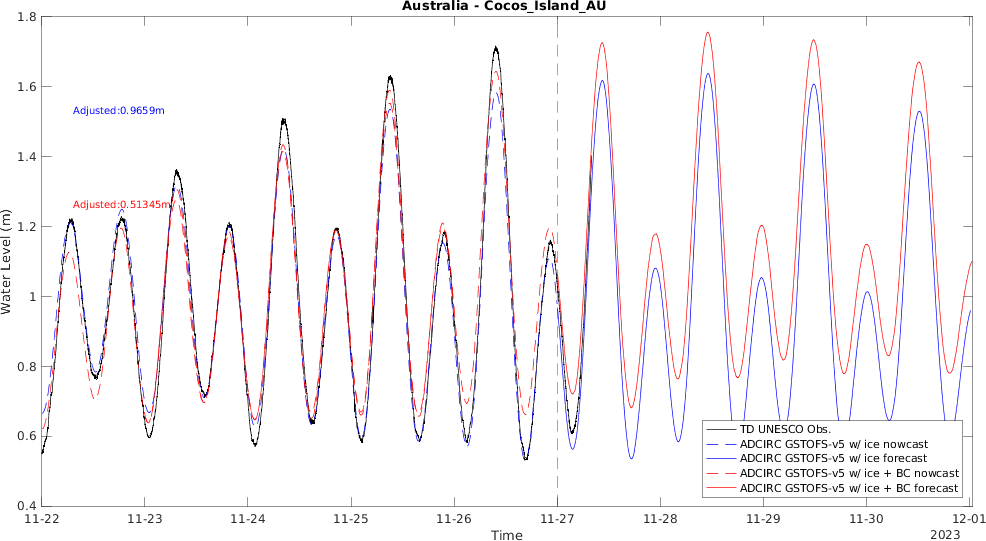 Australia - Cocos_Island_AU
1.8
1.6
1.4
1.2
1
0.8
0.6
0.4
Water Level (m)
Adjusted:0.9659m
Adjusted:0.51345m
TD UNESCO Obs.
ADCIRC GSTOFS-v5 w/ ice nowcast
ADCIRC GSTOFS-v5 w/ ice forecast
ADCIRC GSTOFS-v5 w/ ice + BC nowcast
ADCIRC GSTOFS-v5 w/ ice + BC forecast
11-22 11-23 11-24 11-25 11-26 11-27 11-28 11-29 11-30 12-01
Time
2023